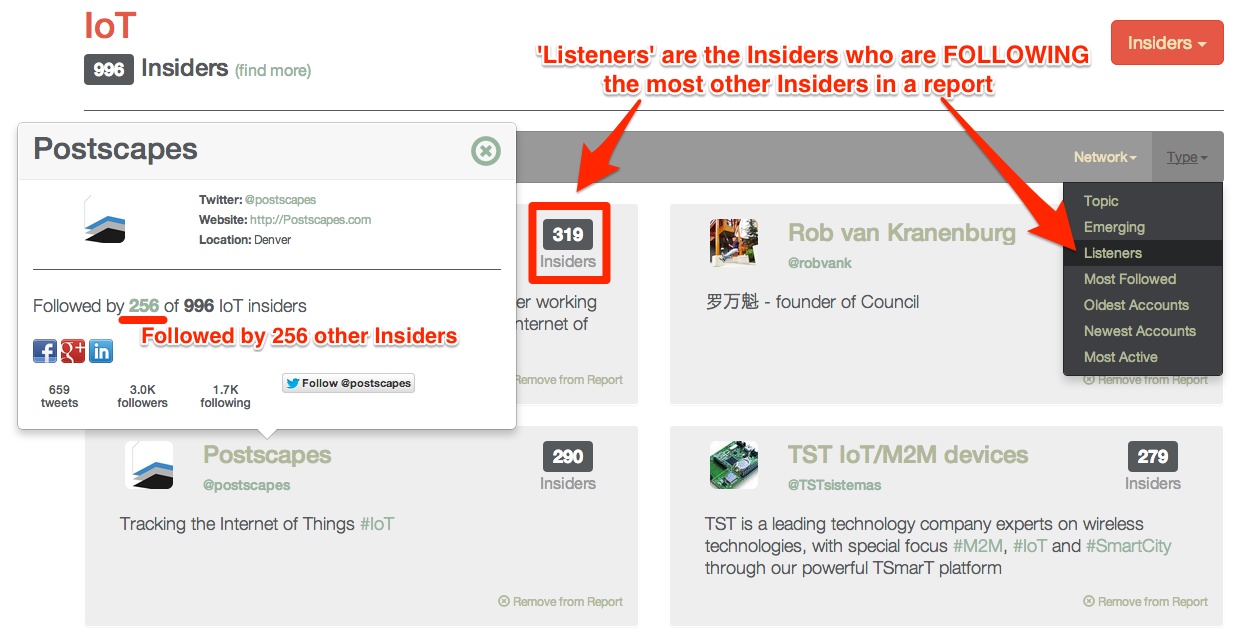 IoT
996 Insiders (find more)
Insiders
'Listeners' are the Insiders who are FOLLOWING
the most other Insiders in a report
Network
Type
Topic
Emerging
Listeners
Most Followed
Oldest Accounts
Newest Accounts
Most Active
Postscapes
Twitter: @postscapes
Website: http://Postscapes.com
Location: Denver
Followed by 256 of 996 IoT insiders
Followed by 256 other Insiders
f g+ in
659
tweets
3.0K
followers
1.7K
following
Follow @postscapes
319
Insiders
er working
nternet of
Remove from Report
Rob van Kranenburg
@robvank
罗万魁 - founder of Council
Remove from Report
Postscapes
@postscapes
290
Insiders
Tracking the Internet of Things #IoT
Remove from Report
TST IoT/M2M devices
@TSTsistemas
279
Insiders
TST is a leading technology company experts on wireless
technologies, with special focus #M2M, #IoT and #SmartCity
through our powerful TSmarT platform
Remove from Report